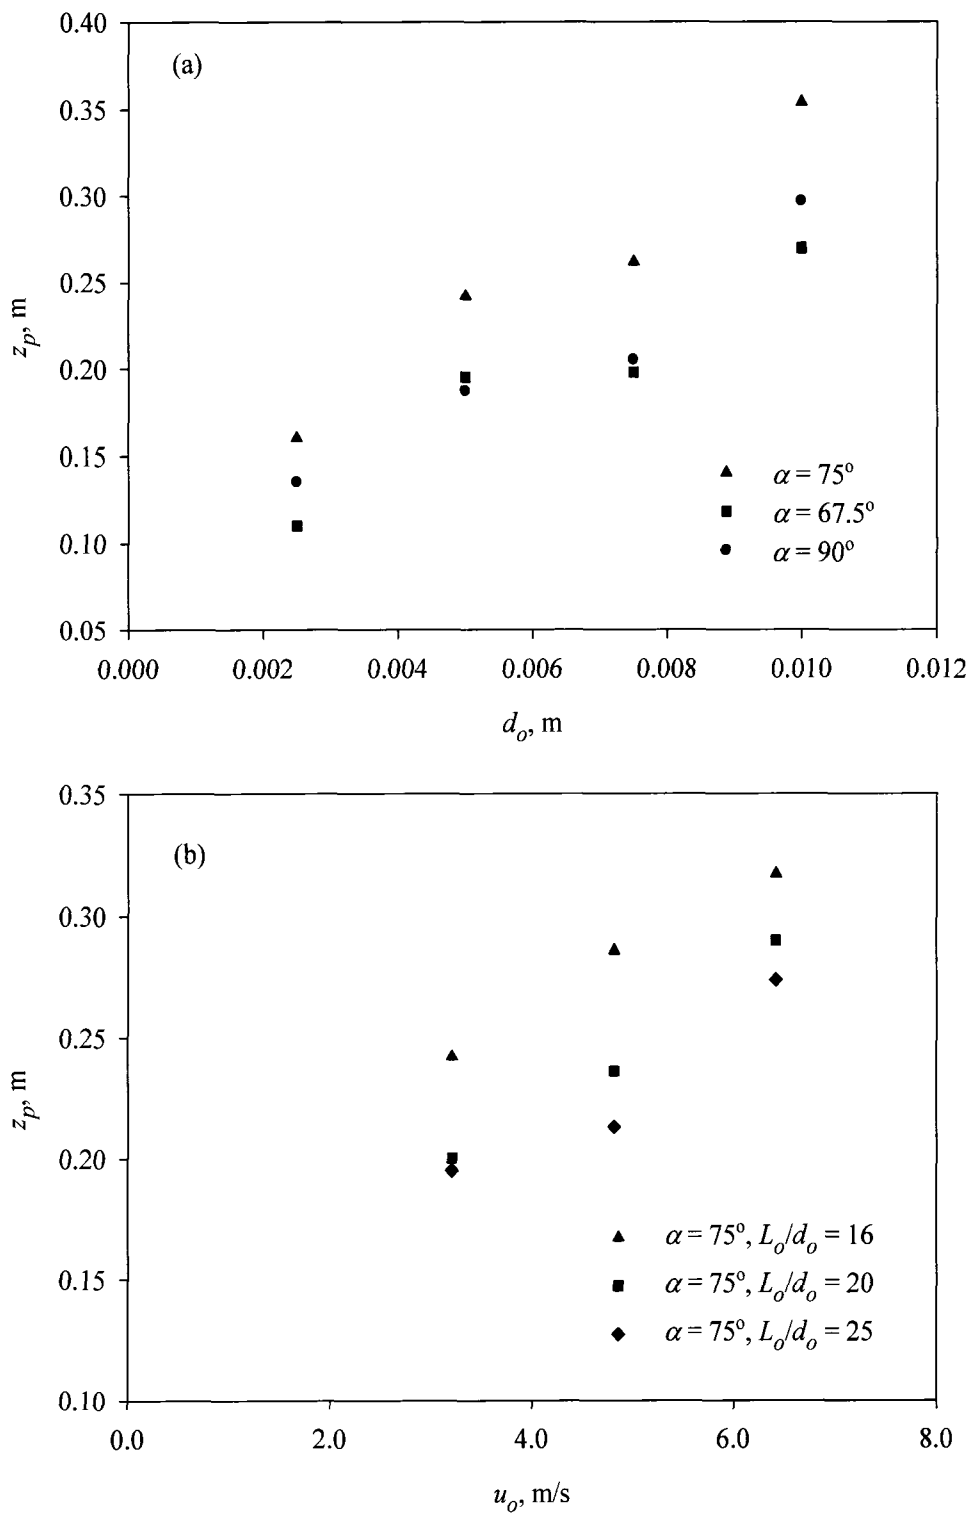 0.40
(a)
0.35
0.30
0.25
z_p, m
0.20
0.15
α = 75°
α = 67.5°
0.10
α = 90°
0.05
0.000 0.002 0.004 0.006 0.008 0.010 0.012
d_o, m
0.35
(b)
0.30
0.25
z_p, m
0.20
α = 75°, L_o/d_o = 16
0.15
α = 75°, L_o/d_o = 20
α = 75°, L_o/d_o = 25
0.10
0.0 2.0 4.0 6.0 8.0
u_o, m/s